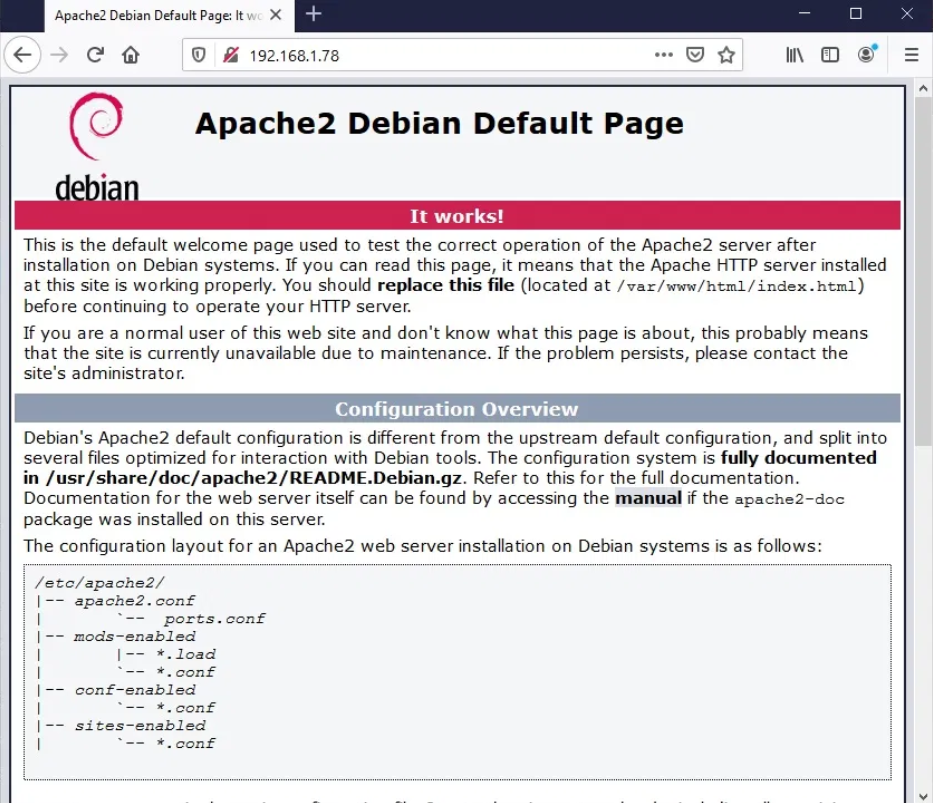 Apache2 Debian Default Page: It wo
192.168.1.78
debian
Apache2 Debian Default Page
It works!
This is the default welcome page used to test the correct operation of the Apache2 server after
installation on Debian systems. If you can read this page, it means that the Apache HTTP server installed
at this site is working properly. You should replace this file (located at /var/www/html/index.html)
before continuing to operate your HTTP server.
If you are a normal user of this web site and don't know what this page is about, this probably means
that the site is currently unavailable due to maintenance. If the problem persists, please contact the
site's administrator.
Configuration Overview
Debian's Apache2 default configuration is different from the upstream default configuration, and split into
several files optimized for interaction with Debian tools. The configuration system is fully documented
in /usr/share/doc/apache2/README.Debian.gz. Refer to this for the full documentation.
Documentation for the web server itself can be found by accessing the manual if the apache2-doc
package was installed on this server.
The configuration layout for an Apache2 web server installation on Debian systems is as follows:
/etc/apache2/
|-- apache2.conf
|       `--  ports.conf
|-- mods-enabled
|       |-- *.load
|       `-- *.conf
|-- conf-enabled
|       `-- *.conf
|-- sites-enabled
|       `-- *.conf